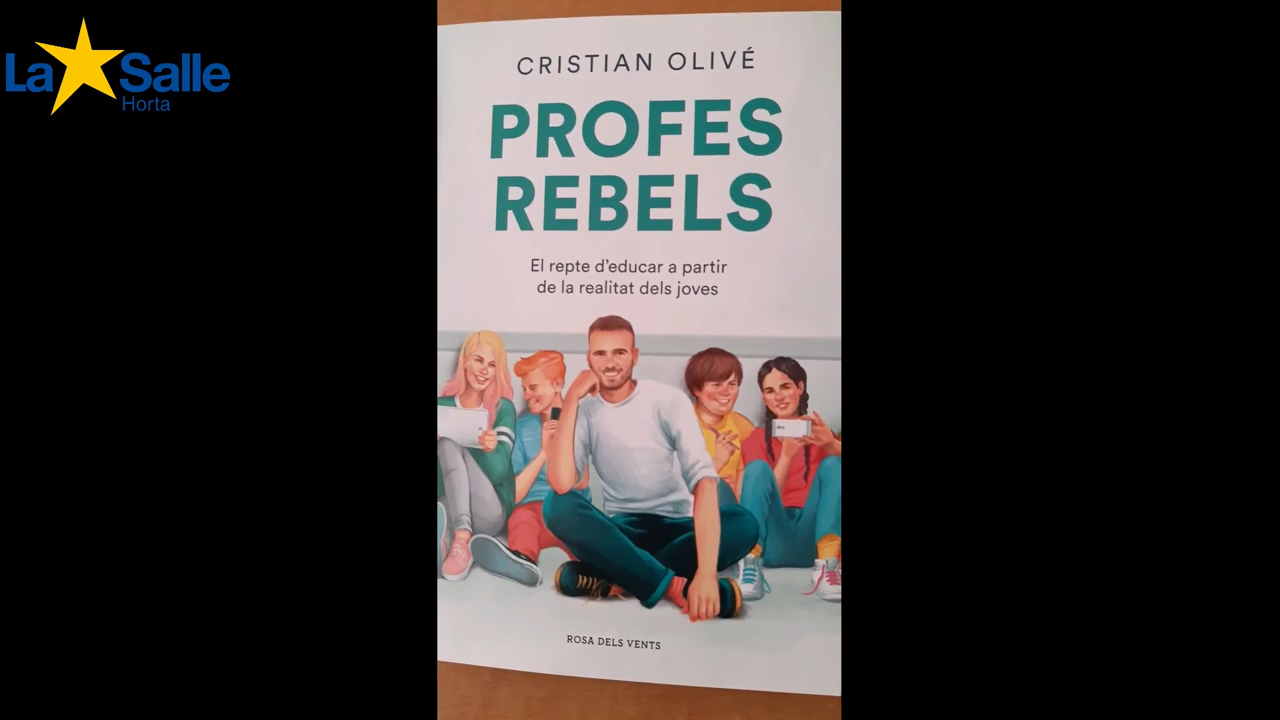 La Salle
Horta
CRISTIAN OLIVÉ
PROFES
REBELS
El repte d'educar a partir
de la realitat dels joves
ROSA DELS VENTS